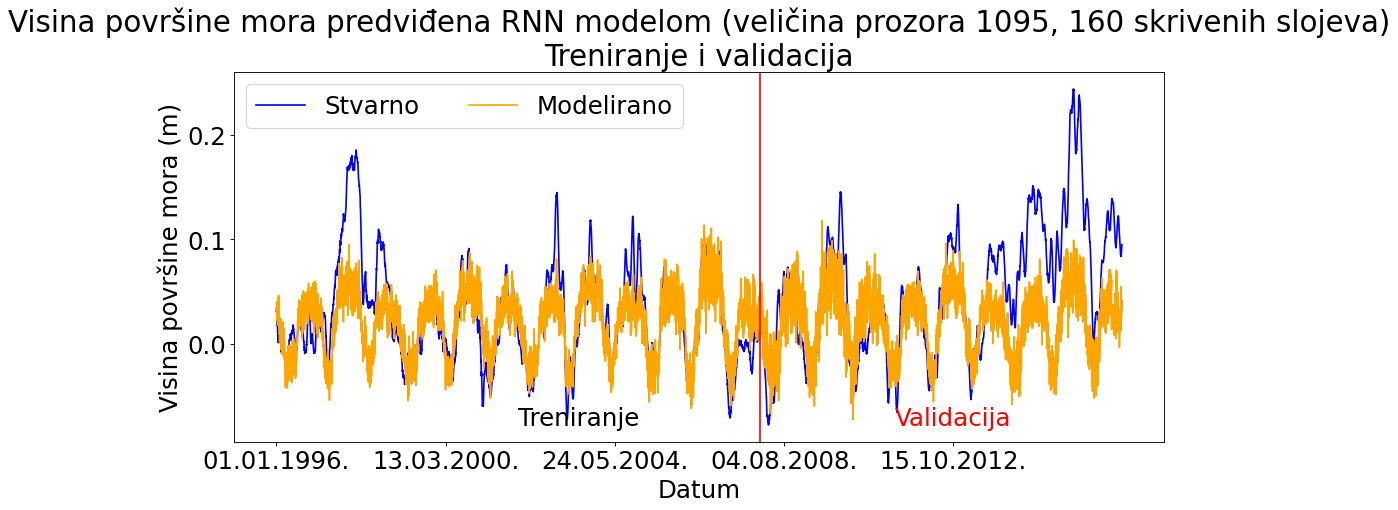 Visina površine mora predviđena RNN modelom (veličina prozora 1095, 160 skrivenih slojeva)
Treniranje i validacija
Stvarno Modelirano
Visina površine mora (m)
0.2
0.1
0.0
Treniranje Validacija
01.01.1996. 13.03.2000. 24.05.2004. 04.08.2008. 15.10.2012.
Datum